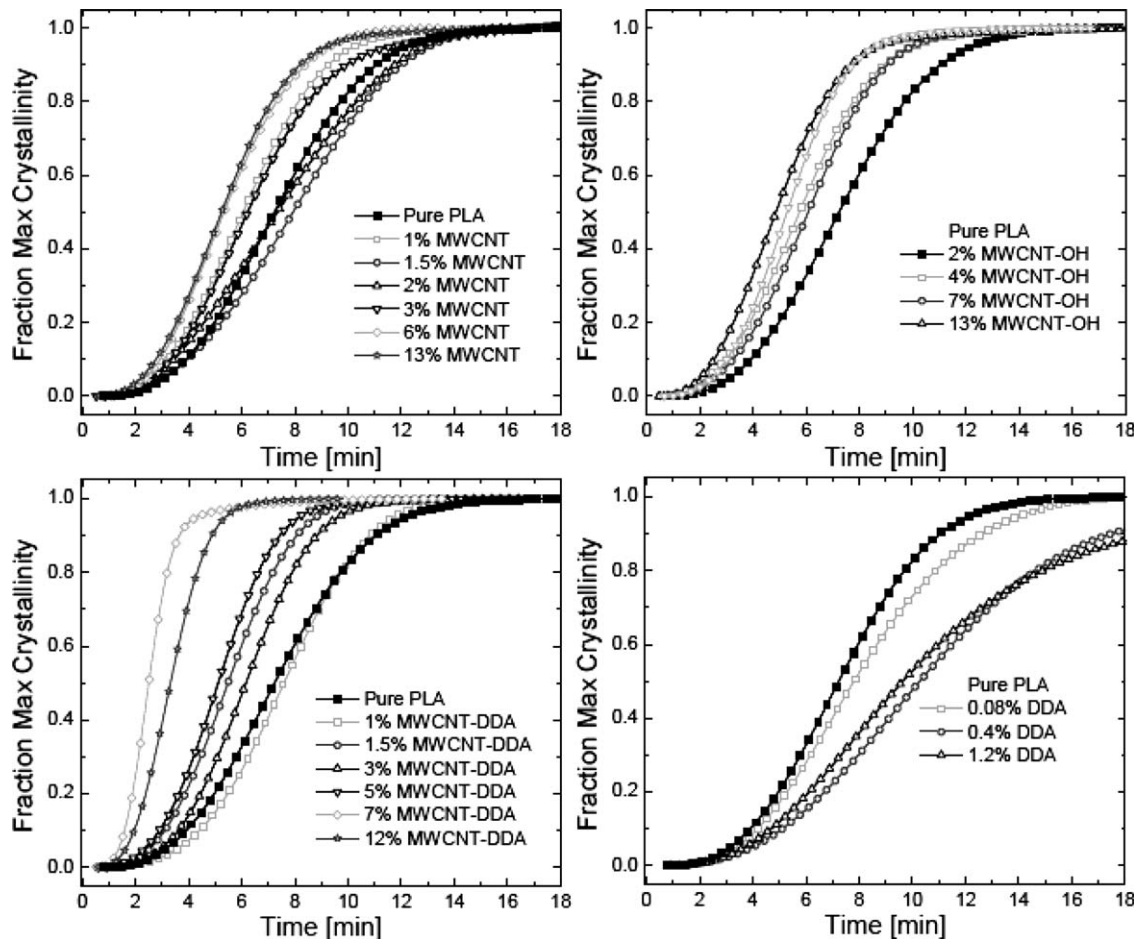 1.0
0.8
0.6
0.4
0.2
0.0
Fraction Max Crystallinity
0 2 4 6 8 10 12 14 16 18
Time [min]
Pure PLA
1% MWCNT
1.5% MWCNT
2% MWCNT
3% MWCNT
6% MWCNT
13% MWCNT
1.0
0.8
0.6
0.4
0.2
0.0
Fraction Max Crystallinity
0 2 4 6 8 10 12 14 16 18
Time [min]
Pure PLA
2% MWCNT-OH
4% MWCNT-OH
7% MWCNT-OH
13% MWCNT-OH
1.0
0.8
0.6
0.4
0.2
0.0
Fraction Max Crystallinity
0 2 4 6 8 10 12 14 16 18
Time [min]
Pure PLA
1% MWCNT-DDA
1.5% MWCNT-DDA
3% MWCNT-DDA
5% MWCNT-DDA
7% MWCNT-DDA
12% MWCNT-DDA
1.0
0.8
0.6
0.4
0.2
0.0
Fraction Max Crystallinity
0 2 4 6 8 10 12 14 16 18
Time [min]
Pure PLA
0.08% DDA
0.4% DDA
1.2% DDA